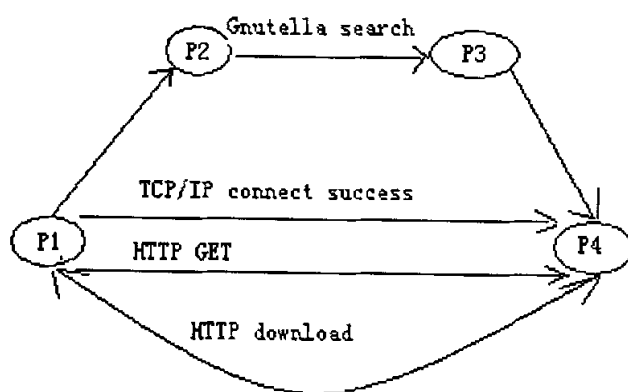 Gnutella search
P2
P3
TCP/IP connect success
P1
HTTP GET
P4
HTTP download